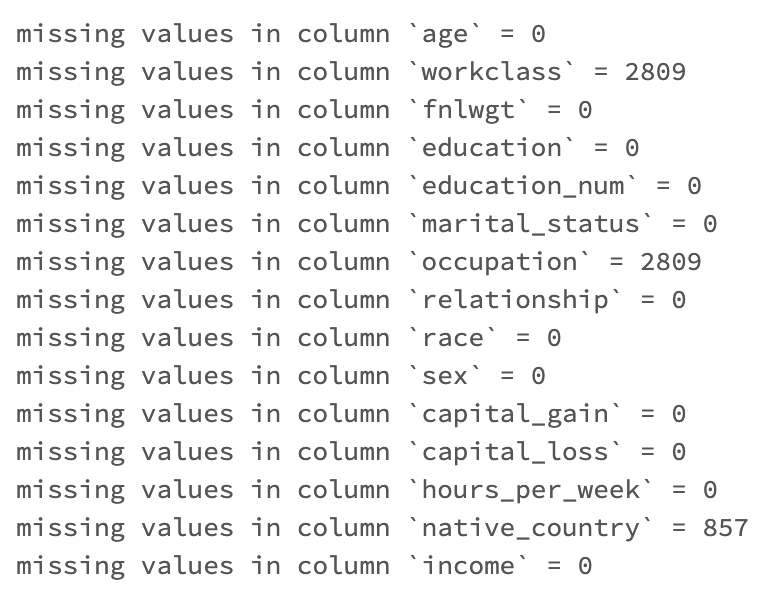 missing values in column `age` = 0
missing values in column `workclass` = 2809
missing values in column `fnlwgt` = 0
missing values in column `education` = 0
missing values in column `education_num` = 0
missing values in column `marital_status` = 0
missing values in column `occupation` = 2809
missing values in column `relationship` = 0
missing values in column `race` = 0
missing values in column `sex` = 0
missing values in column `capital_gain` = 0
missing values in column `capital_loss` = 0
missing values in column `hours_per_week` = 0
missing values in column `native_country` = 857
missing values in column `income` = 0